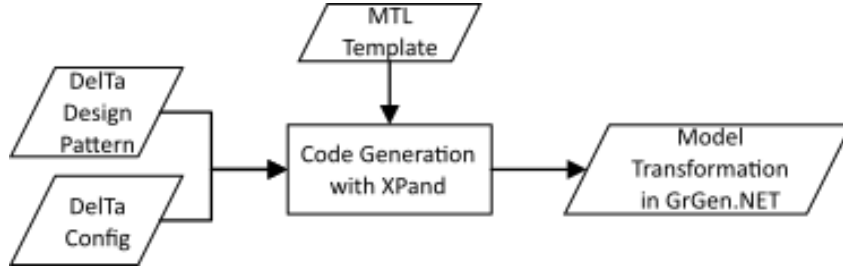 MTL
Template
DelTa
Design
Pattern
Code Generation
with XPand
Model
Transformation
in GrGen.NET
DelTa
Config